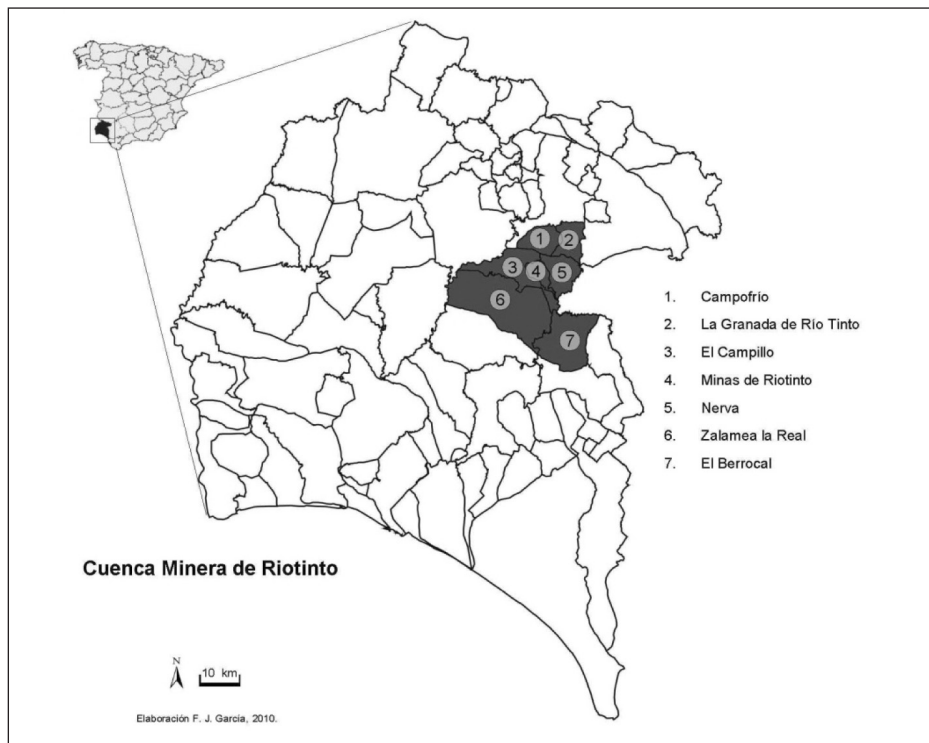 1
2
3
4
5
6
7
1. Campofrío
2. La Granada de Río Tinto
3. El Campillo
4. Minas de Riotinto
5. Nerva
6. Zalamea la Real
7. El Berrocal
Cuenca Minera de Riotinto
N
10 km
Elaboración F. J. García, 2010.